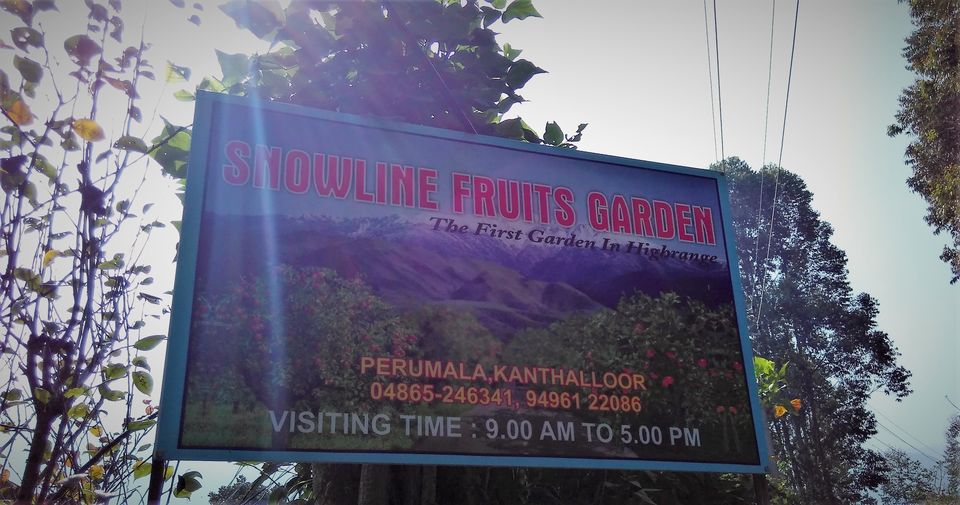 SNOWLINE FRUITS GARDEN
The First Garden In Highrange
PERUMALA,KANTHALLOOR
04865-246341, 94961 22086
VISITING TIME : 9.00 AM TO 5.00 PM